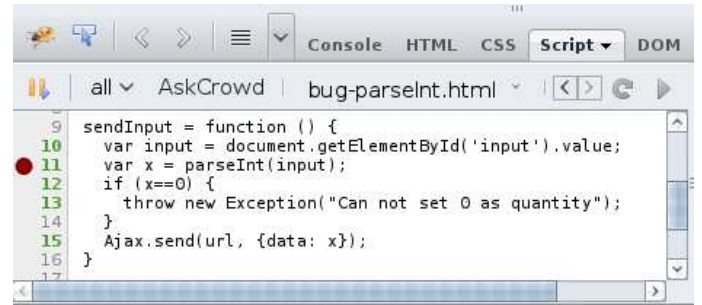 Console HTML CSS Script DOM
all AskCrowd bug-parseInt.html
9 sendInput = function () {
10 var input = document.getElementById('input').value;
11 var x = parseInt(input);
12 if (x==0) {
13 throw new Exception("Can not set 0 as quantity");
14 }
15 Ajax.send(url, {data: x});
16 }
17